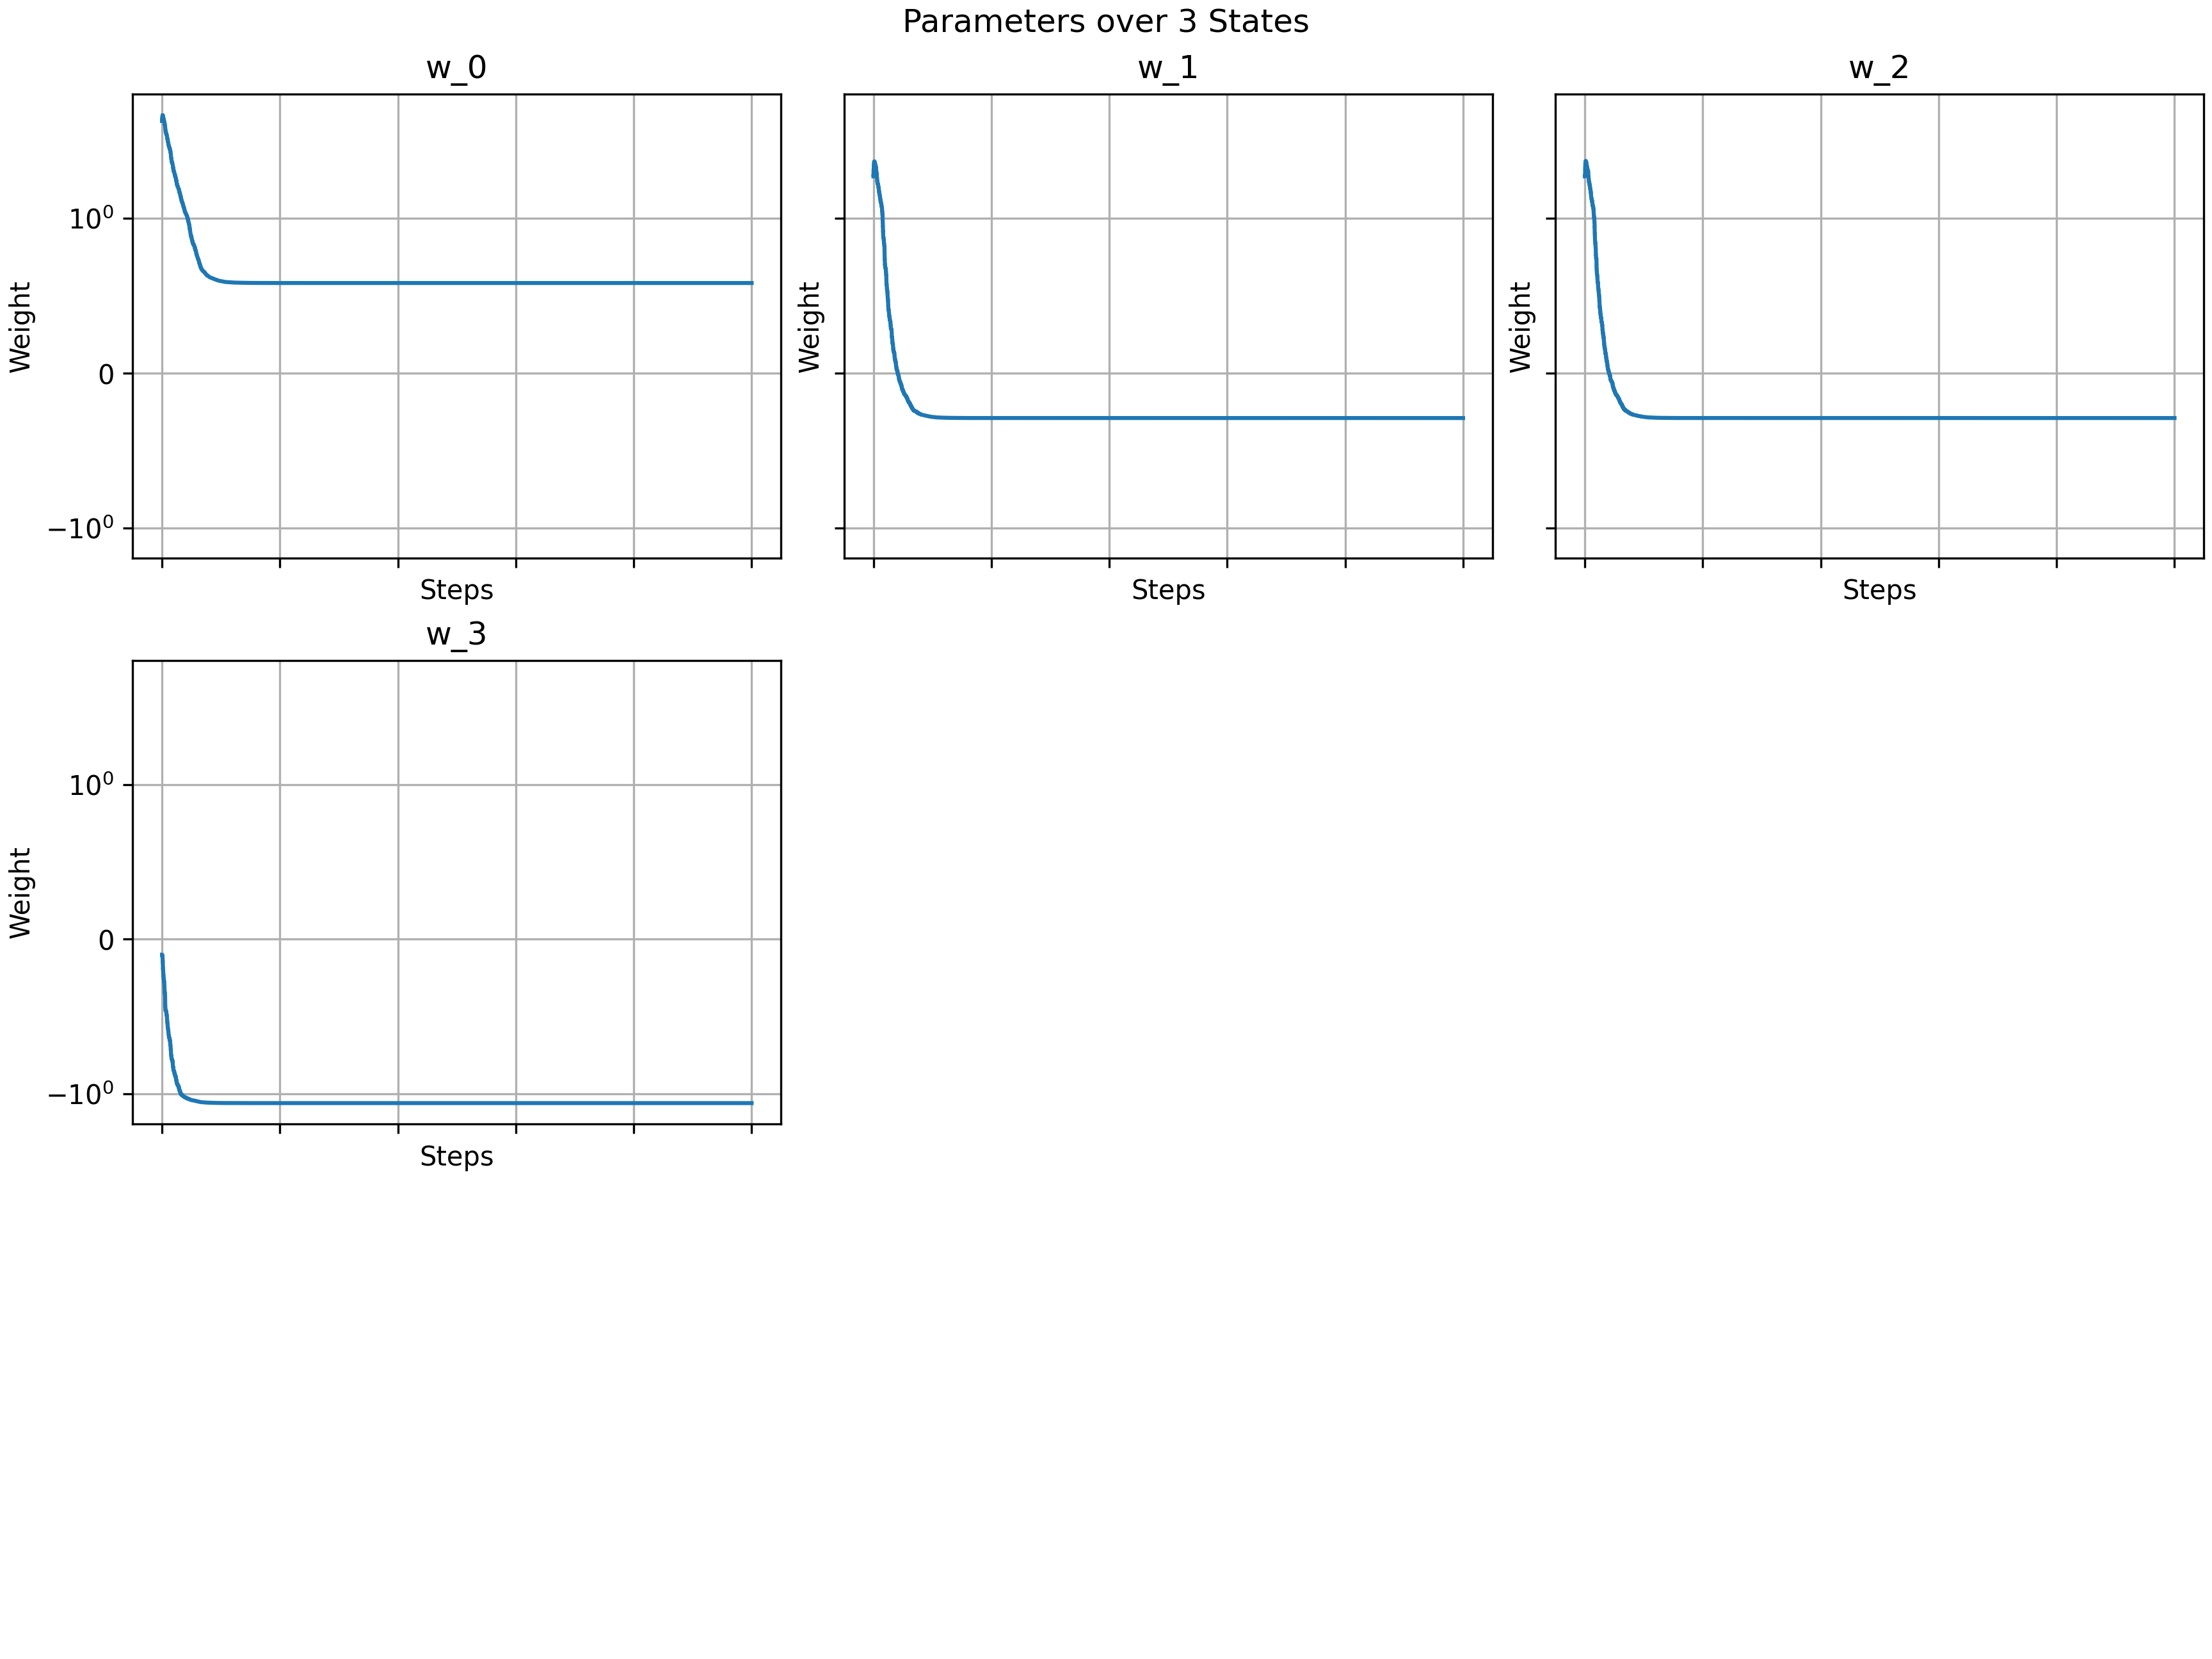 Parameters over 3 States
w_0
w_1
w_2
10⁰
0
−10⁰
Weight
Weight
Weight
Steps
Steps
Steps
w_3
10⁰
0
−10⁰
Weight
Steps